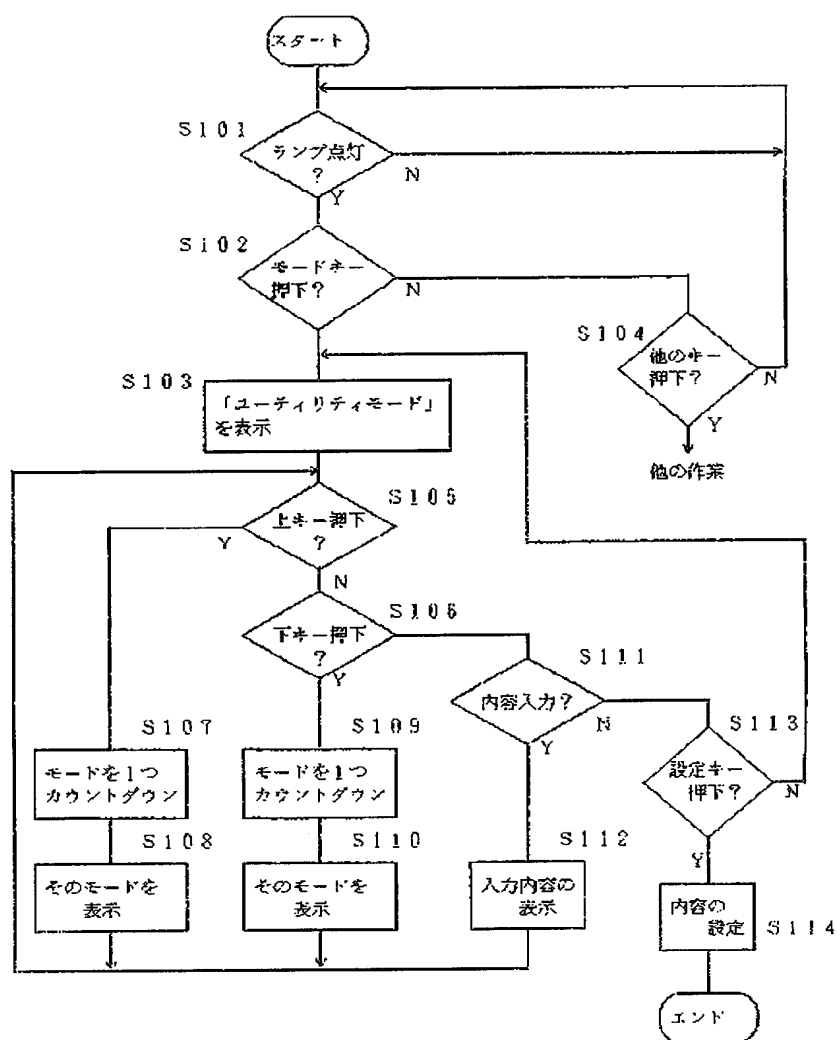 スタート
S101
ランプ点灯
?
N
Y
S102
モードキー
押下?
N
S104
他のキー
押下?
N
Y
他の作業
S103
「ユーティリティモード」
を表示
S105
上キー押下
?
Y
N
S106
下キー押下
?
Y
S111
内容入力?
N
Y
S107
モードを1つ
カウントダウン
S109
モードを1つ
カウントダウン
S113
設定キー
押下?
N
Y
S108
そのモードを
表示
S110
そのモードを
表示
S112
入力内容の
表示
内容の
設定
S114
エンド